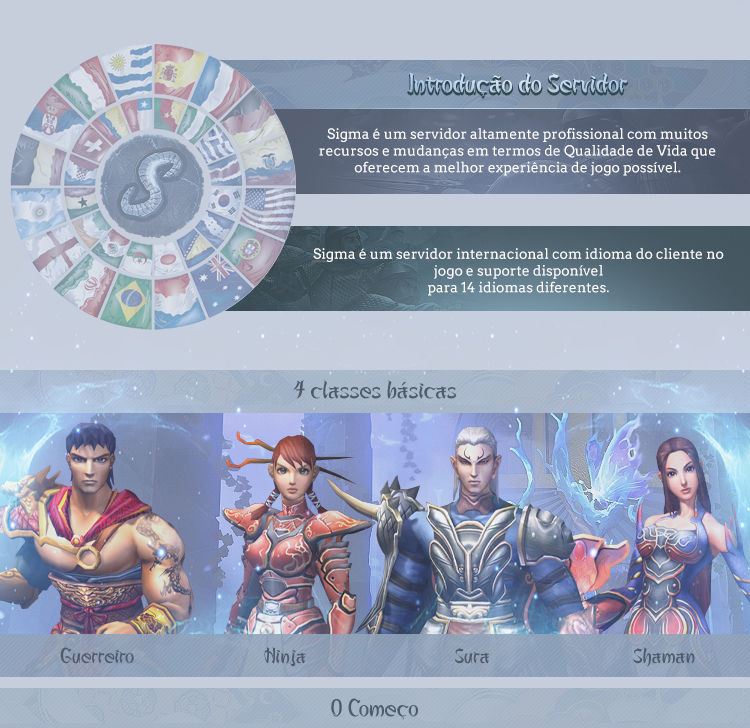 Introdução do Servidor
Sigma é um servidor altamente profissional com muitos
recursos e mudanças em termos de Qualidade de Vida que
oferecem a melhor experiência de jogo possível.
Sigma é um servidor internacional com idioma do cliente no
jogo e suporte disponível
para 14 idiomas diferentes.
4 classes básicas
Guerreiro
Ninja
Sura
Shaman
O Começo